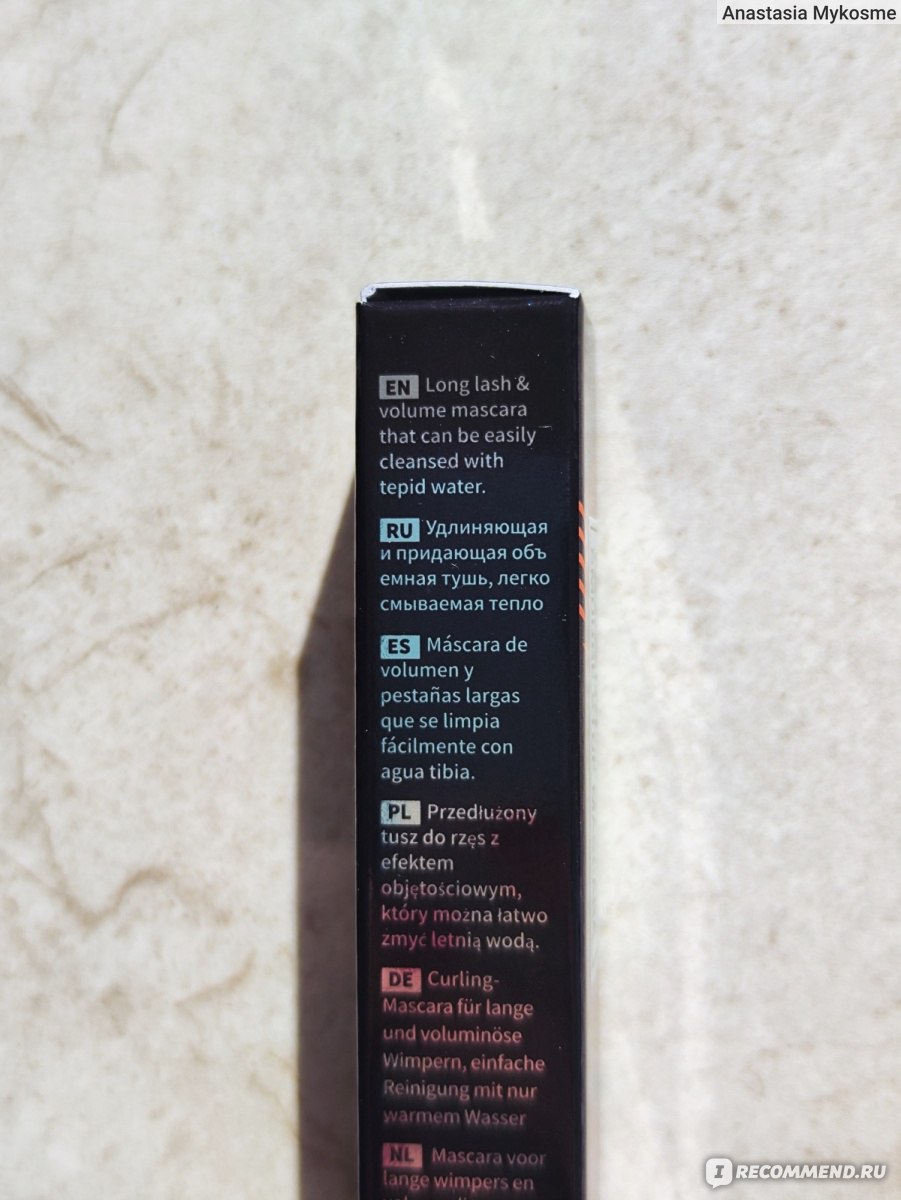 Anastasia Mykosme
EN Long lash &
volume mascara
that can be easily
cleansed with
tepid water.
RU Удлиняющая
и придающая объ
емная тушь, легко
смываемая тепло
ES Máscara de
volumen y
pestañas largas
que se limpia
fácilmente con
agua tibia.
PL Przedłużony
tusz do rzęs z
efektem
objętościowym,
który można łatwo
zmyć letnią wodą.
DE Curling-
Mascara für lange
und voluminöse
Wimpern, einfache
Reinigung mit nur
warmem Wasser
NL Mascara voor
lange wimpers en
IRECOMMEND.RU